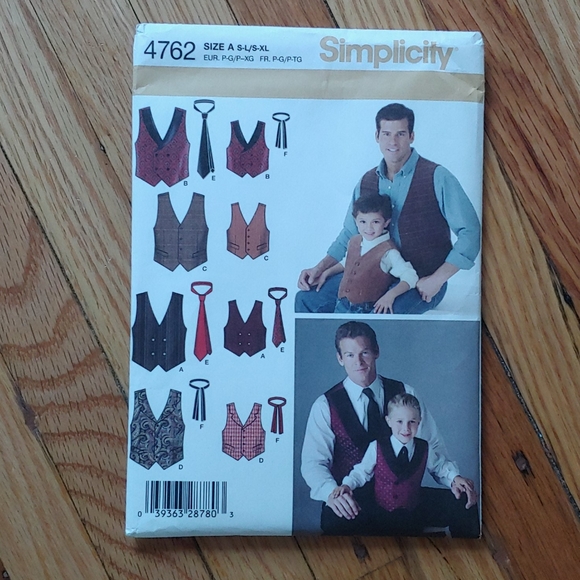 4762 SIZE A S-L/S-XL Simplicity
EUR. P-G/P-XG FR. P-G/P-TG
B E B F
C C
A E A E
D F D F
0 39363 28780 3